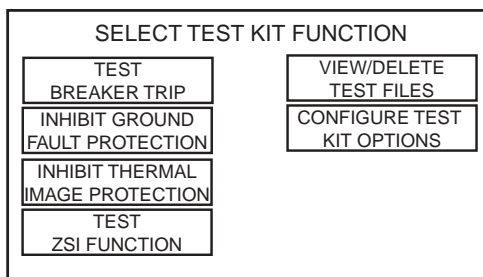 SELECT TEST KIT FUNCTION
TEST
BREAKER TRIP
INHIBIT GROUND
FAULT PROTECTION
INHIBIT THERMAL
IMAGE PROTECTION
TEST
ZSI FUNCTION
VIEW/DELETE
TEST FILES
CONFIGURE TEST
KIT OPTIONS